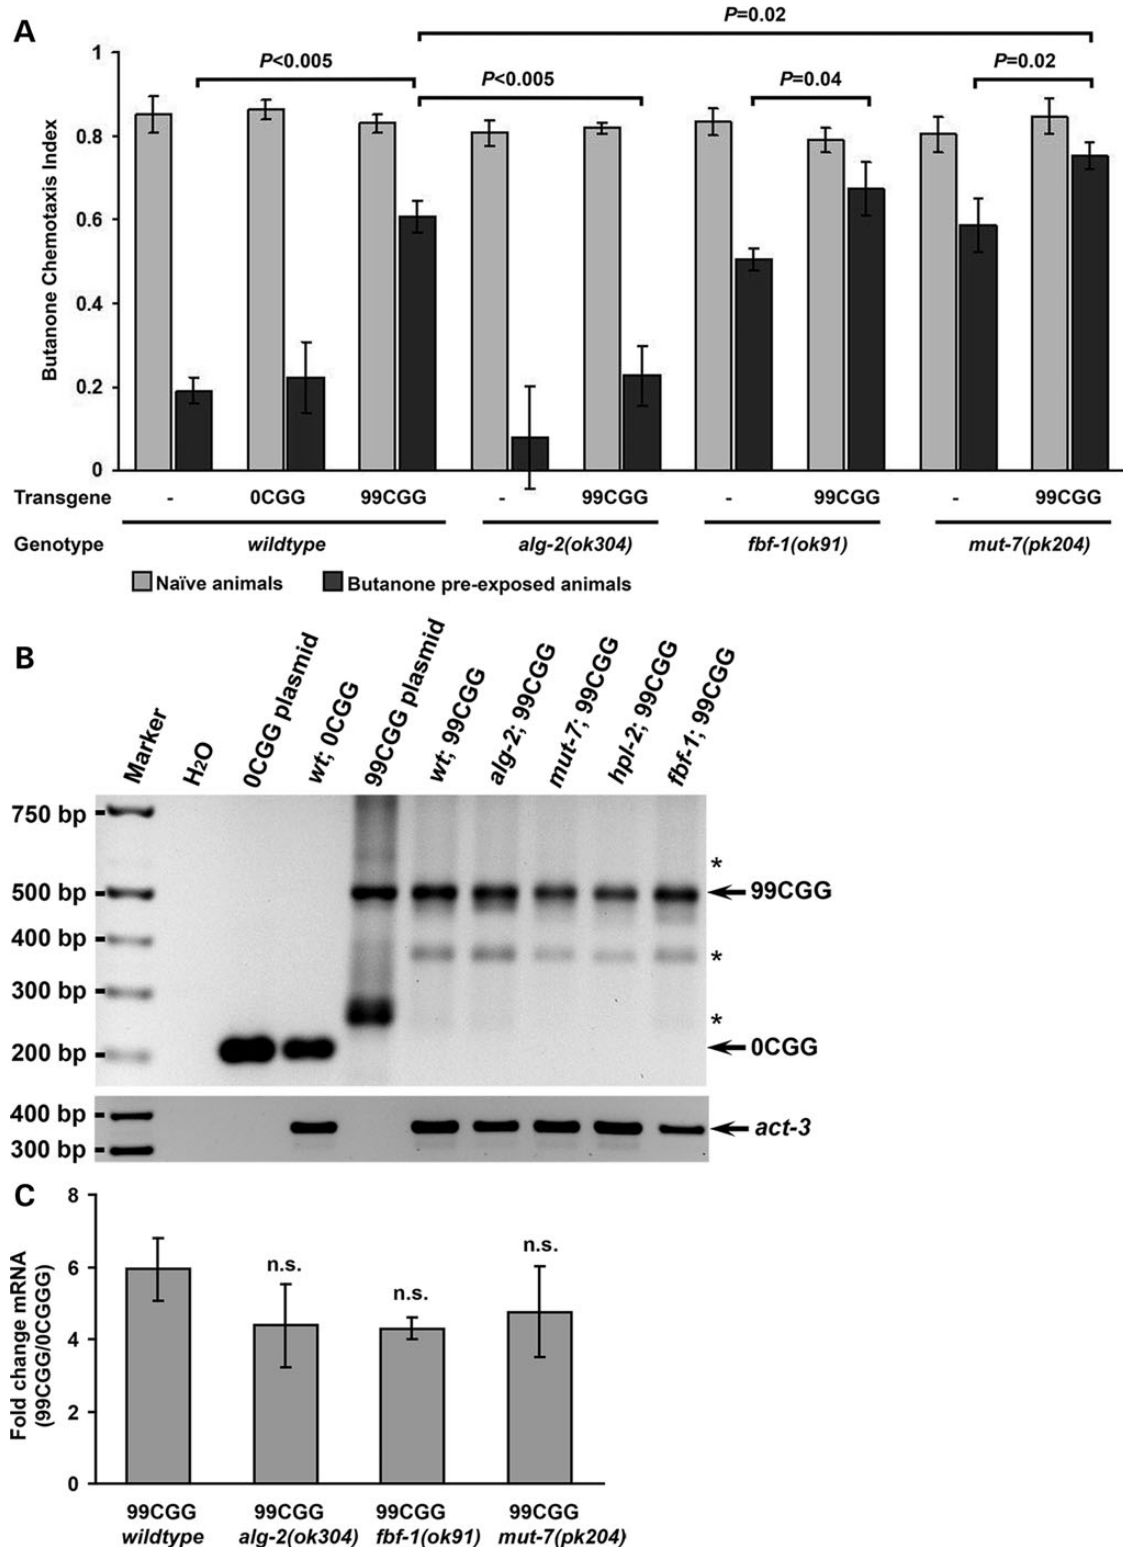 A
P=0.02
P<0.005
P<0.005
P=0.04
P=0.02
Butanone Chemotaxis Index
1
0.8
0.6
0.4
0.2
0
Transgene - 0CGG 99CGG - 99CGG - 99CGG - 99CGG
Genotype wildtype alg-2(ok304) fbf-1(ok91) mut-7(pk204)
Naïve animals Butanone pre-exposed animals
B
Marker
H2O
0CGG plasmid
wt; 0CGG
99CGG plasmid
wt; 99CGG
alg-2; 99CGG
mut-7; 99CGG
hpl-2; 99CGG
fbf-1; 99CGG
750 bp
*
500 bp 99CGG
400 bp
*
300 bp
*
200 bp 0CGG
400 bp
act-3
300 bp
C
Fold change mRNA
(99CGG/0CGGG)
8
6
4
2
0
n.s.
n.s.
n.s.
99CGG 99CGG 99CGG 99CGG
wildtype alg-2(ok304) fbf-1(ok91) mut-7(pk204)